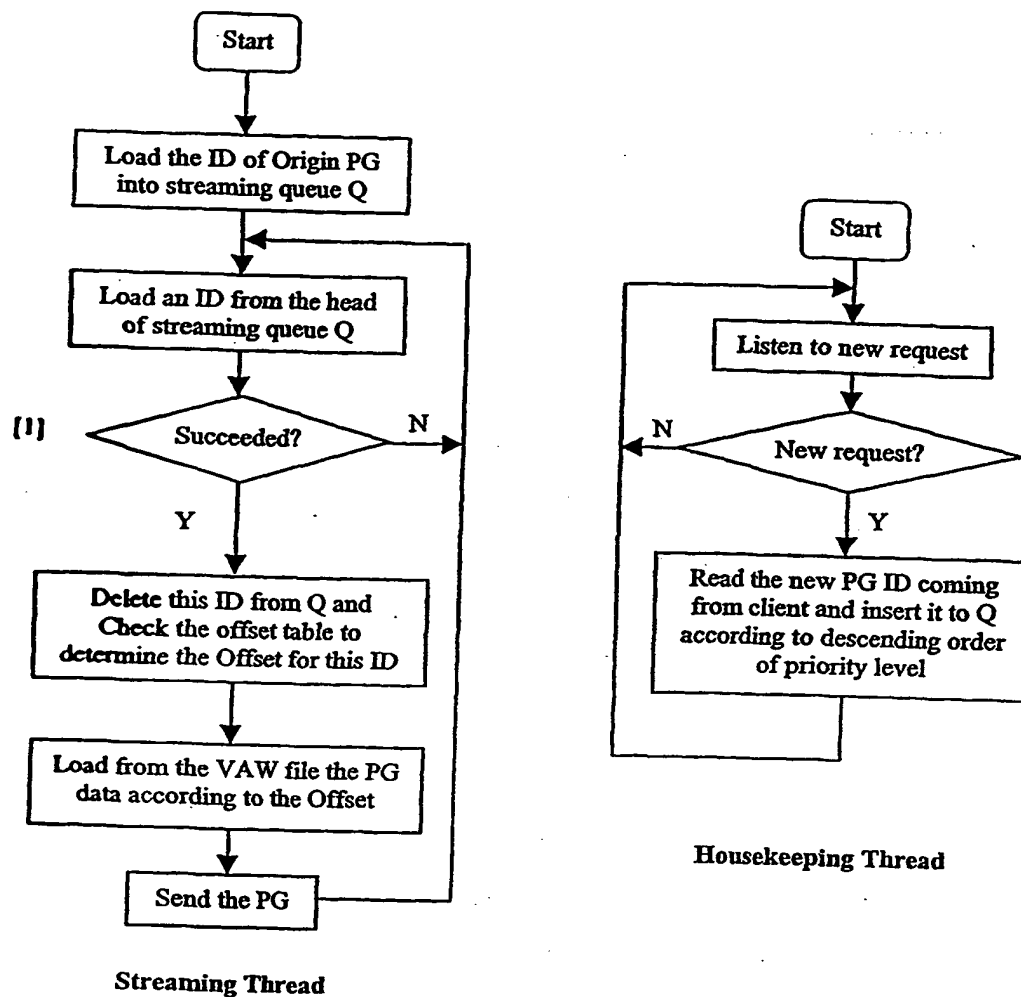 Start
Load the ID of Origin PG
into streaming queue Q
Load an ID from the head
of streaming queue Q
[1]
Succeeded?
N
Y
Delete this ID from Q and
Check the offset table to
determine the Offset for this ID
Load from the VAW file the PG
data according to the Offset
Send the PG
Streaming Thread
Start
Listen to new request
N
New request?
Y
Read the new PG ID coming
from client and insert it to Q
according to descending order
of priority level
Housekeeping Thread